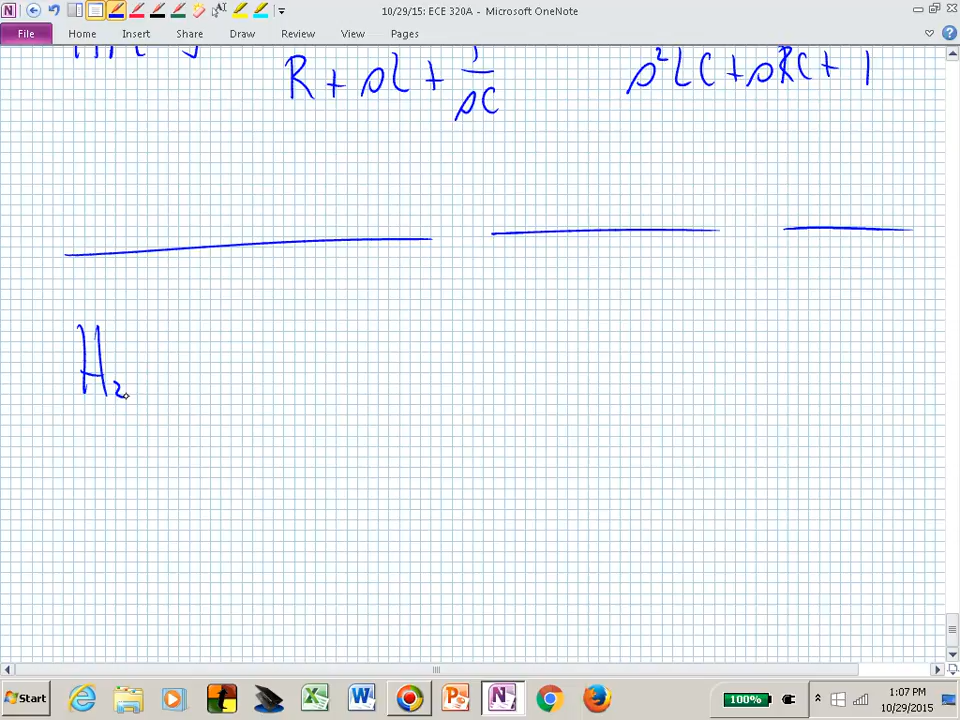 10/29/15: ECE 320A - Microsoft OneNote
File Home Insert Share Draw Review View Pages
R + sL + 1/sC s²LC + sRC + 1
H₂
Start
100%
1:07 PM
10/29/2015